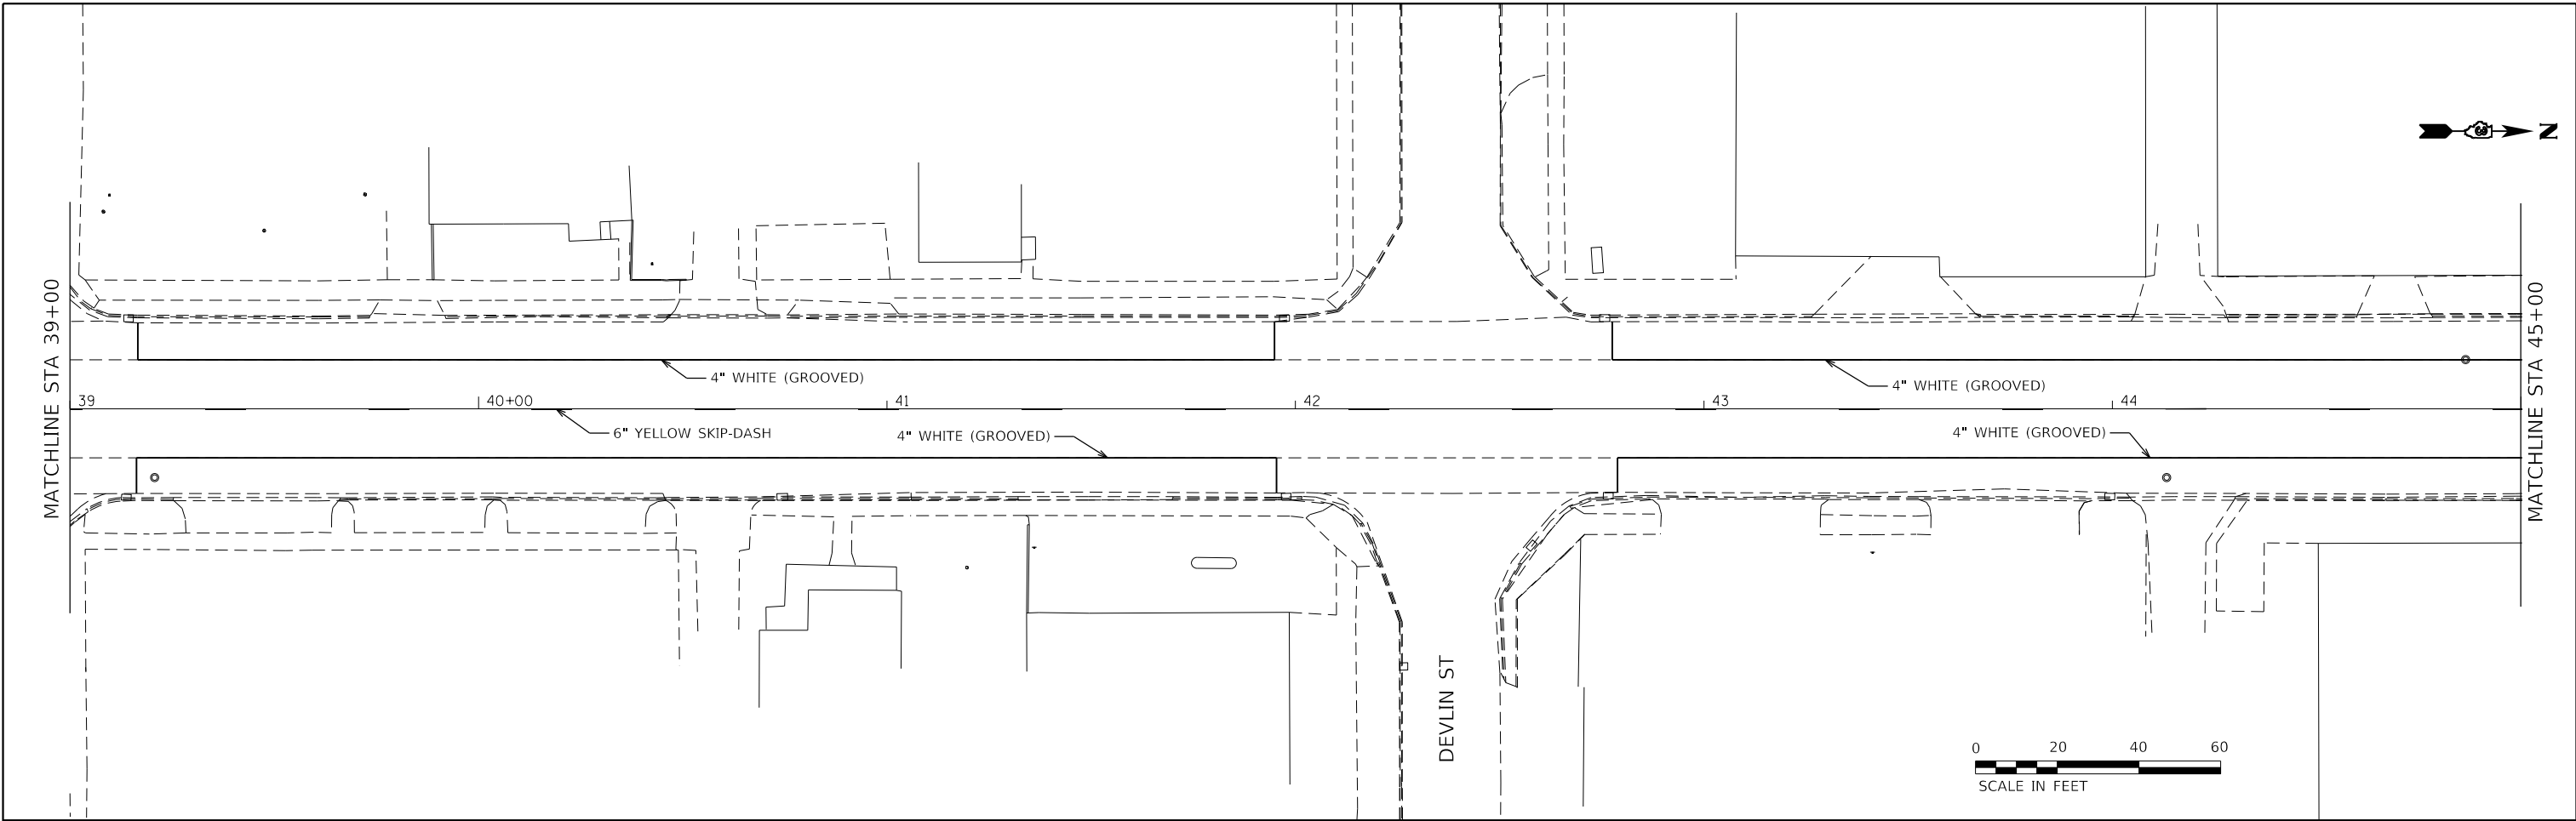 N
MATCHLINE STA 39+00
MATCHLINE STA 45+00
4" WHITE (GROOVED)
4" WHITE (GROOVED)
39
40+00
41
42
43
44
6" YELLOW SKIP-DASH
4" WHITE (GROOVED)
4" WHITE (GROOVED)
DEVLIN ST
0 20 40 60
SCALE IN FEET